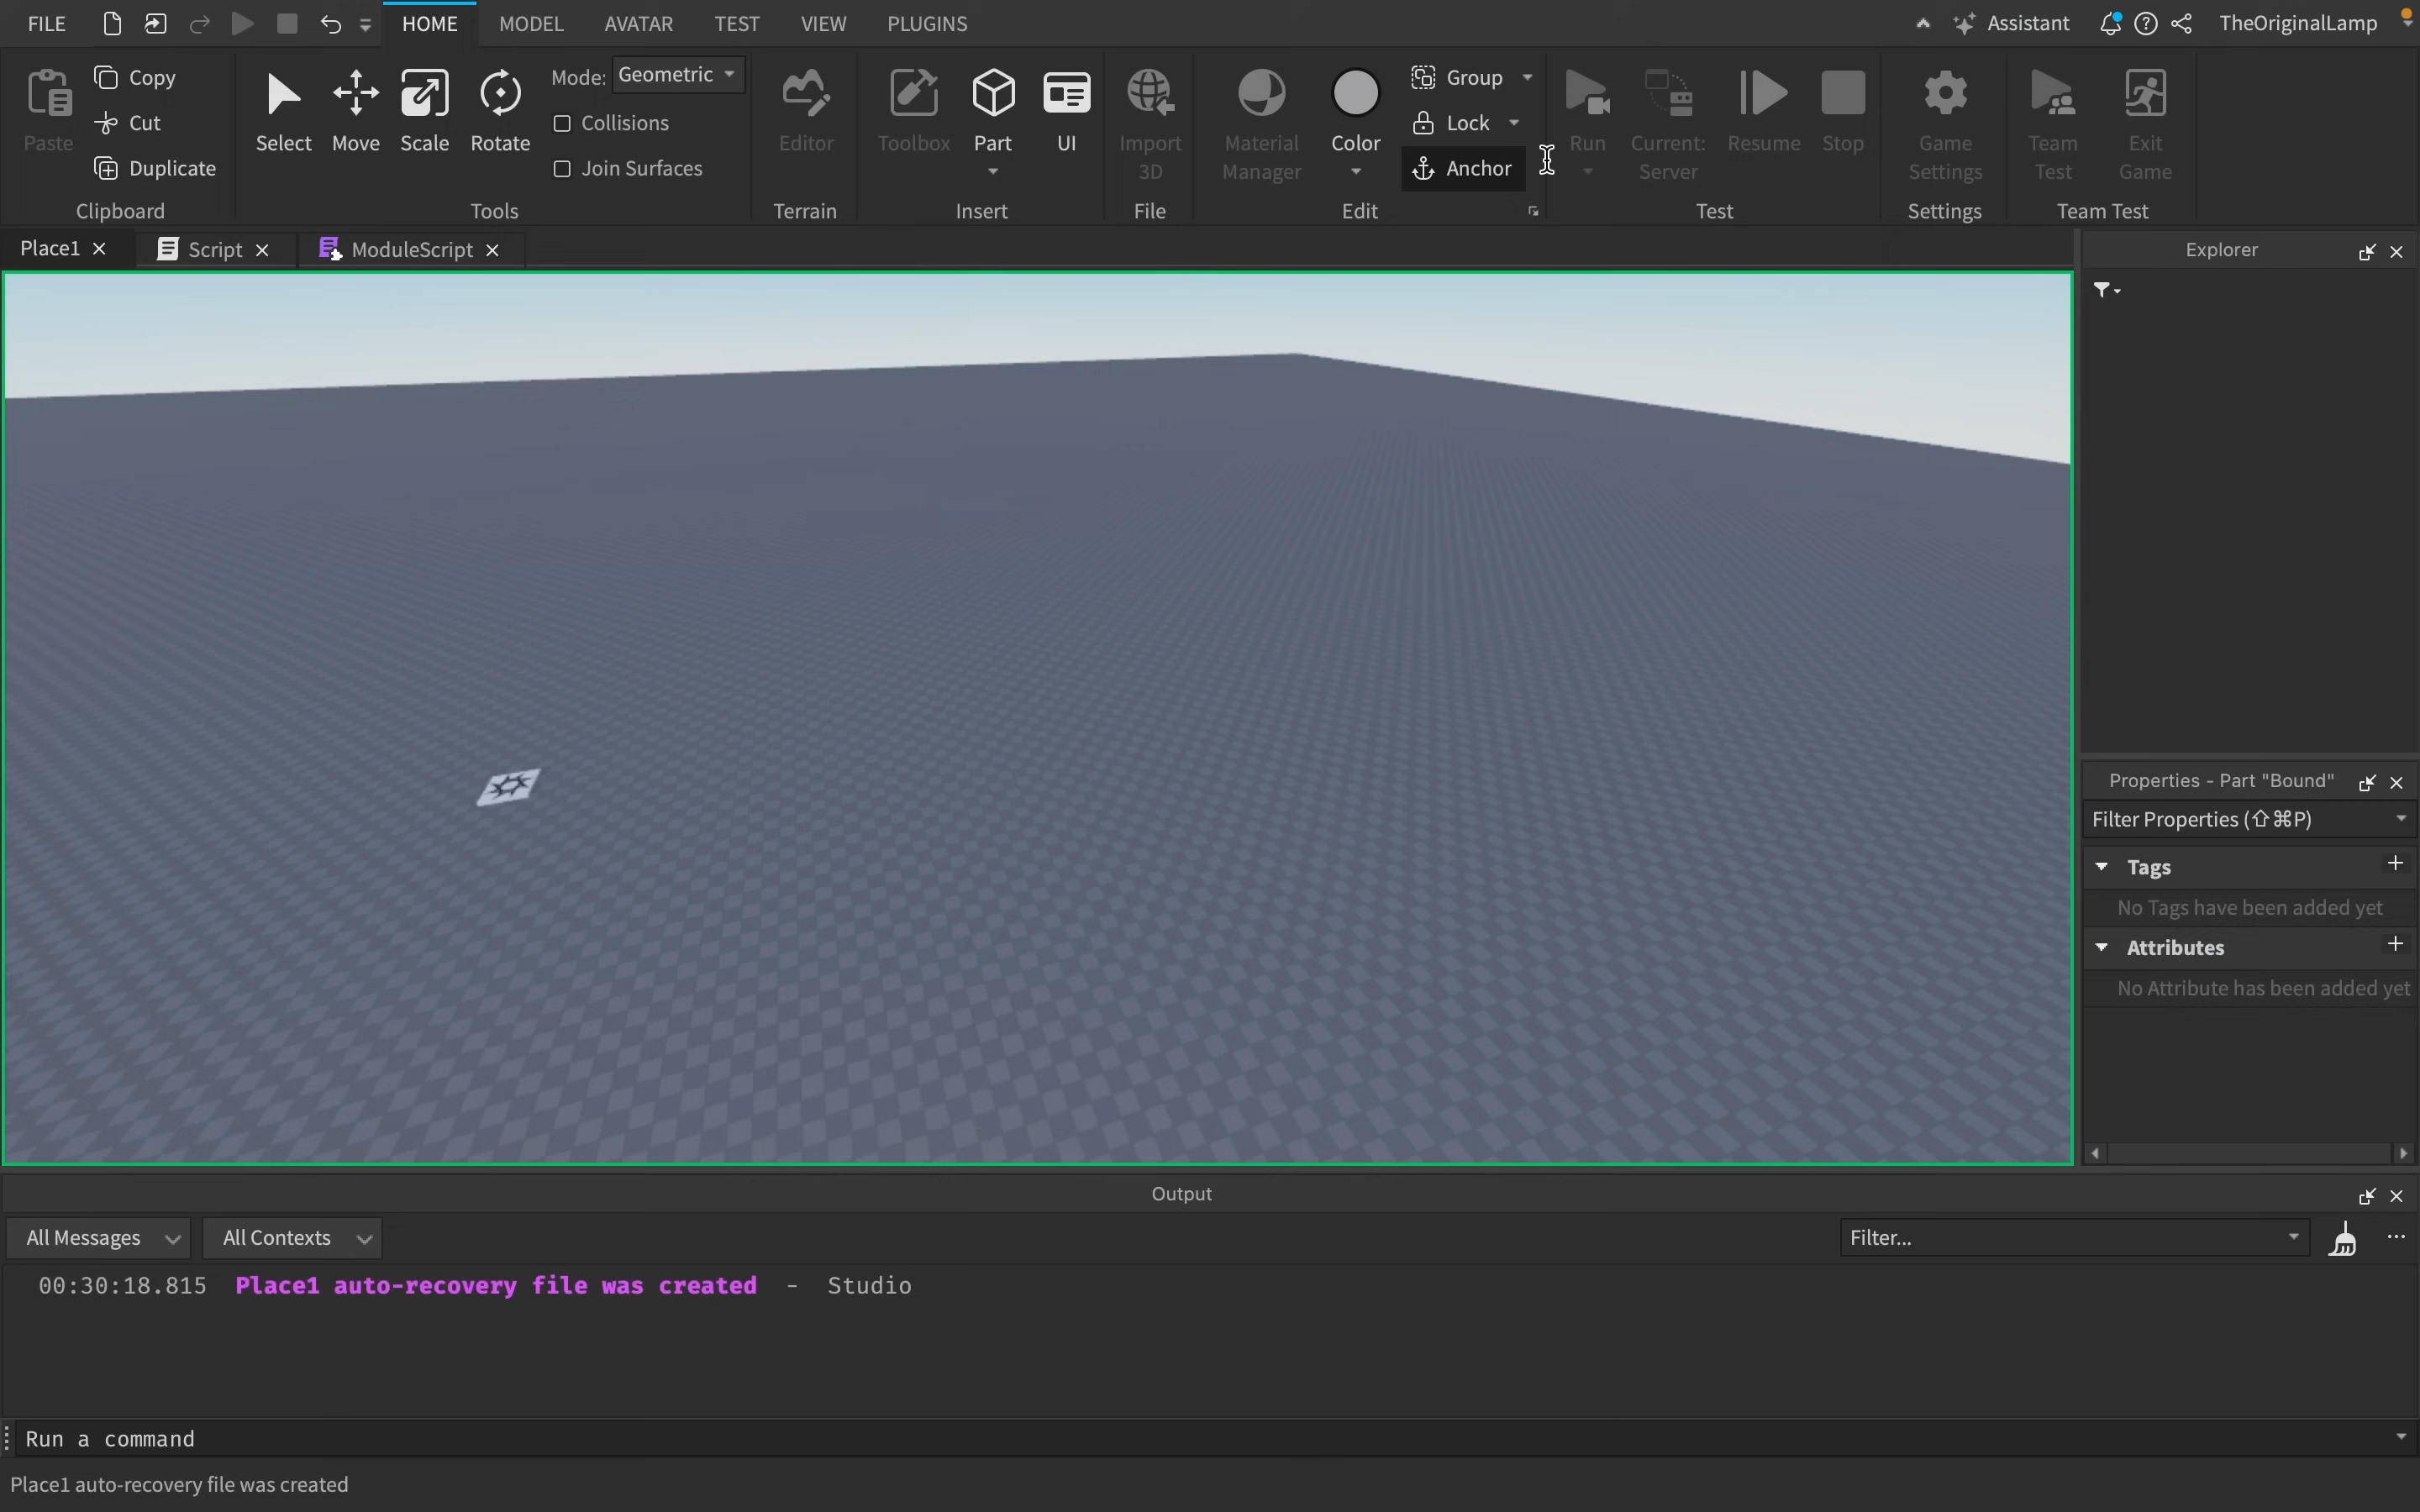 FILE HOME MODEL AVATAR TEST VIEW PLUGINS Assistant TheOriginalLamp
Paste Copy Cut Duplicate
Clipboard
Select Move Scale Rotate
Mode: Geometric
Collisions
Join Surfaces
Tools
Editor
Terrain
Toolbox Part UI
Insert
Import 3D
File
Material Manager Color
Group
Lock
Anchor
Edit
Run Current: Server Resume Stop
Test
Game Settings
Settings
Team Test Exit Game
Team Test
Place1 Script ModuleScript
Explorer
Properties - Part "Bound"
Filter Properties (⇧⌘P)
Tags
No Tags have been added yet
Attributes
No Attribute has been added yet
Output
All Messages All Contexts Filter...
00:30:18.815 Place1 auto-recovery file was created - Studio
Run a command
Place1 auto-recovery file was created